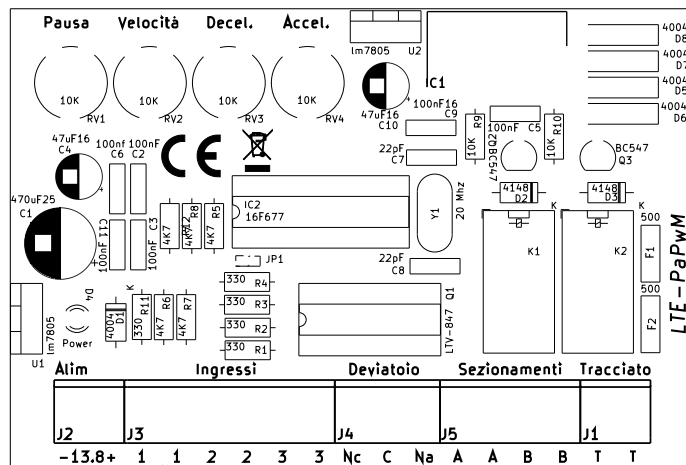 Pausa Velocità Decel. Accel.
10K RV1
10K RV2
10K RV3
10K RV4
lm7805 U2
IC1
4004 D8
4004 D7
4004 D5
4004 D6
47uF16 C10
100nF16 C9
22pF C7
R9 10K
100nF C5
R10 10K
BC547
BC547 Q3
47uF16 C4
100nf C6
100nF C2
470uF25 C1
C11
100nF
C3
4K7
R8 4K7
R5 4K7
IC2
16F677
Y1
20 Mhz
4148 D2 K
4148 D3 K
K1
K2
500 F1
500 F2
LTE-PaPwM
JP1
22pF C8
330 R4
330 R3
330 R2
330 R1
LTV-847 Q1
lm7805 U1
D4
Power
4004 D1 K
330 R11
4K7 R6
4K7 R7
Alim Ingressi Deviatoio Sezionamenti Tracciato
J2 J3 J4 J5 J1
-13.8+ 1 1 2 2 3 3 Nc C Na A A B B T T